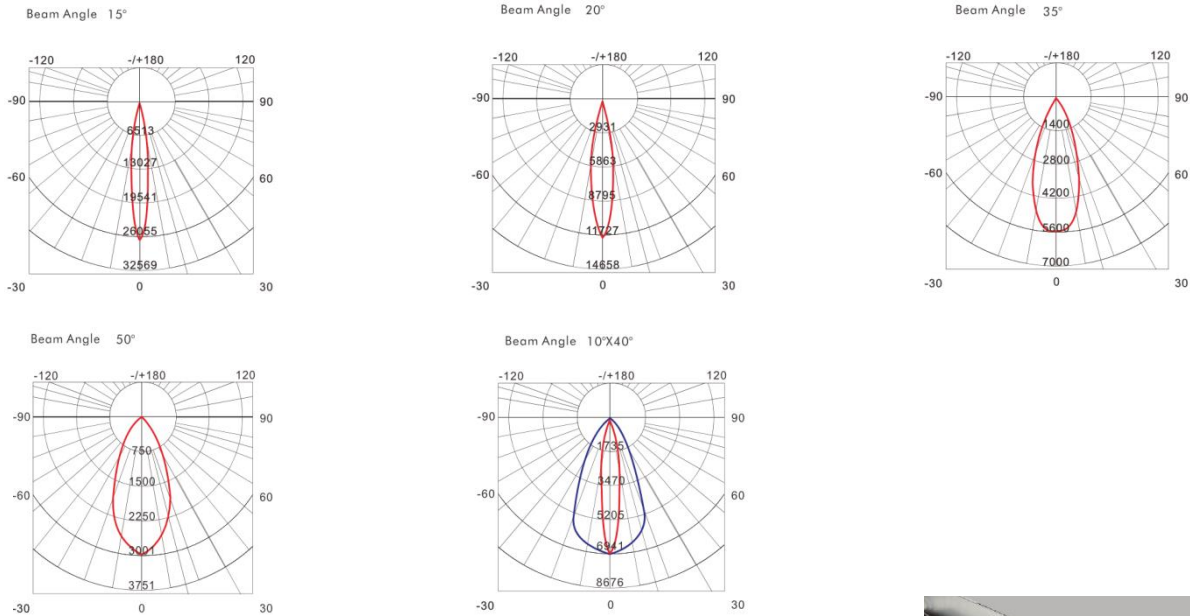 Beam Angle 15°
-120 -/+180 120
-90 90
6513
13027
-60 60
19541
26055
32569
-30 0 30
Beam Angle 20°
-120 -/+180 120
-90 90
2931
5863
-60 60
8795
11727
14658
-30 0 30
Beam Angle 35°
-120 -/+180 120
-90 90
1400
2800
-60 60
4200
5600
7000
-30 0 30
Beam Angle 50°
-120 -/+180 120
-90 90
750
1500
-60 60
2250
3001
3751
-30 0 30
Beam Angle 10°X40°
-120 -/+180 120
-90 90
1735
3470
-60 60
5205
6941
8676
-30 0 30